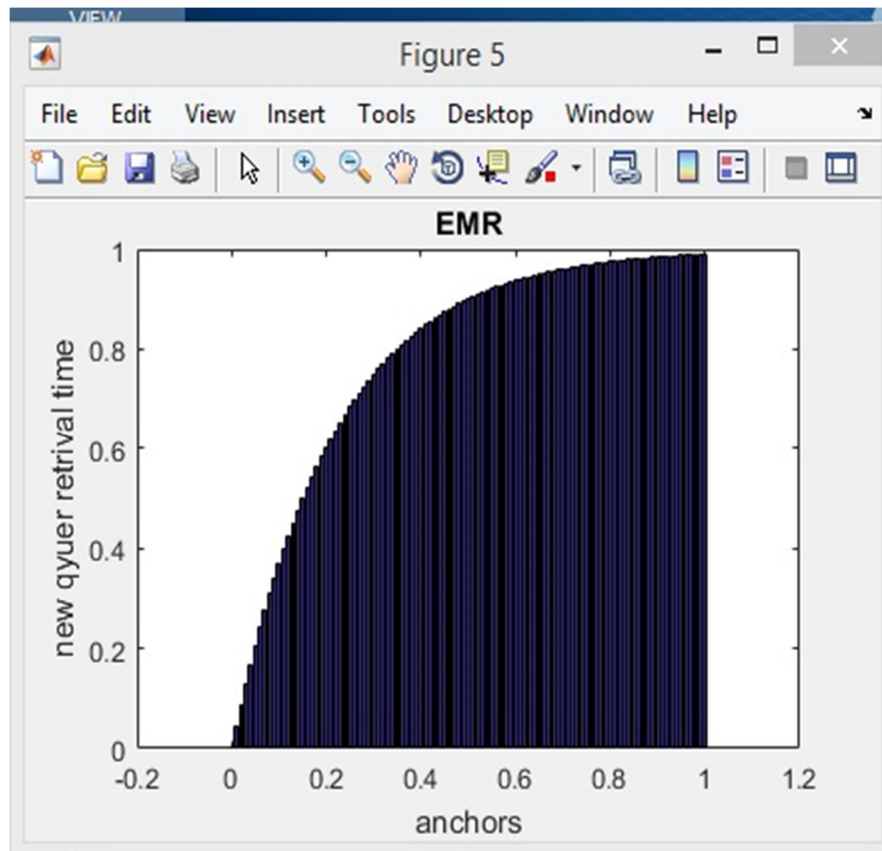 VIEW
Figure 5
File Edit View Insert Tools Desktop Window Help
EMR
1
0.8
0.6
0.4
0.2
0
new qyuer retrival time
-0.2 0 0.2 0.4 0.6 0.8 1 1.2
anchors